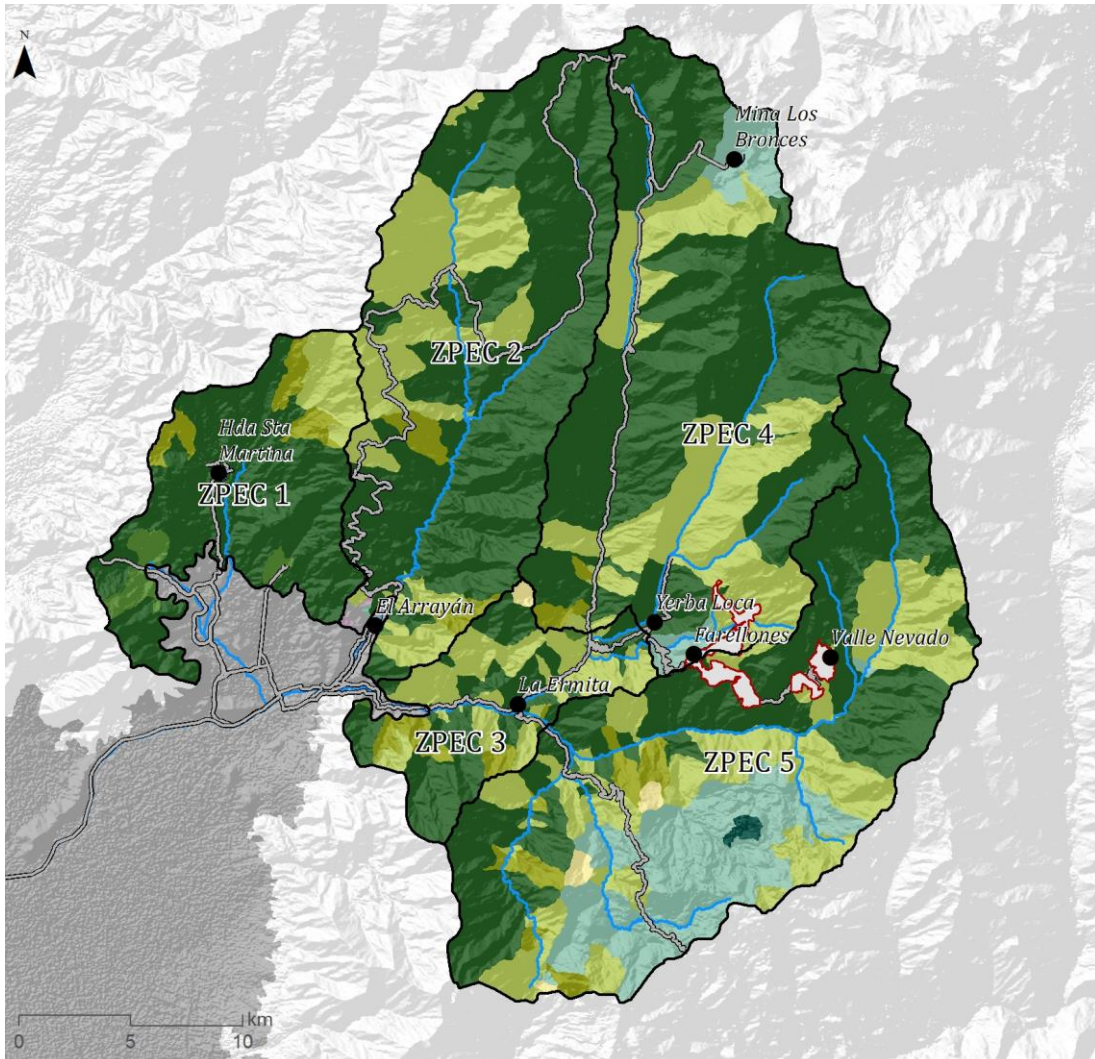 N
Mina Los
Bronces
ZPEC 2
ZPEC 4
Hda Sta
Martina
ZPEC 1
El Arrayán
Yerba Loca
Farellones
Valle Nevado
La Ermita
ZPEC 3
ZPEC 5
km
0 5 10